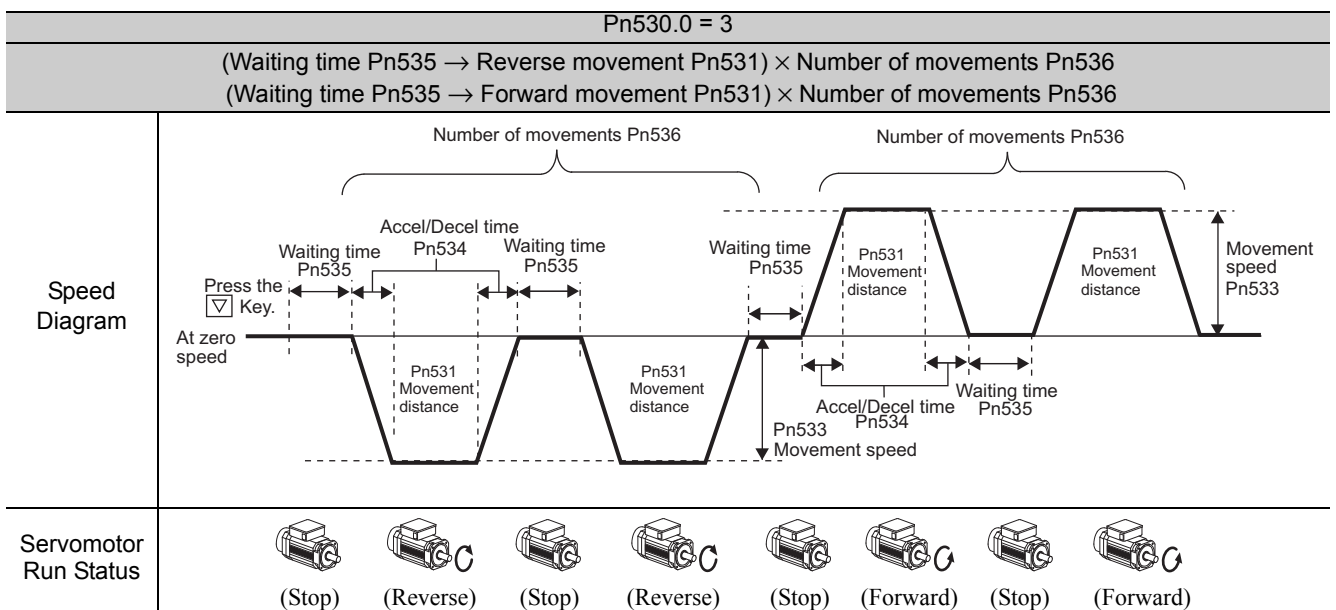 Pn530.0 = 3
(Waiting time Pn535 → Reverse movement Pn531) × Number of movements Pn536
(Waiting time Pn535 → Forward movement Pn531) × Number of movements Pn536
Speed
Diagram
Number of movements Pn536
Number of movements Pn536
Accel/Decel time
Pn534
Waiting time
Pn535
Waiting time
Pn535
Waiting time
Pn535
Press the
▽ Key.
At zero
speed
Pn531
Movement
distance
Pn531
Movement
distance
Pn533
Movement speed
Pn531
Movement
distance
Pn531
Movement
distance
Movement
speed
Pn533
Accel/Decel time
Pn534
Waiting time
Pn535
Servomotor
Run Status
(Stop) (Reverse) (Stop) (Reverse) (Stop) (Forward) (Stop) (Forward)